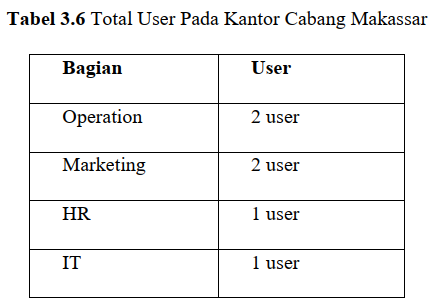 Tabel 3.6 Total User Pada Kantor Cabang Makassar
Bagian User
Operation 2 user
Marketing 2 user
HR 1 user
IT 1 user